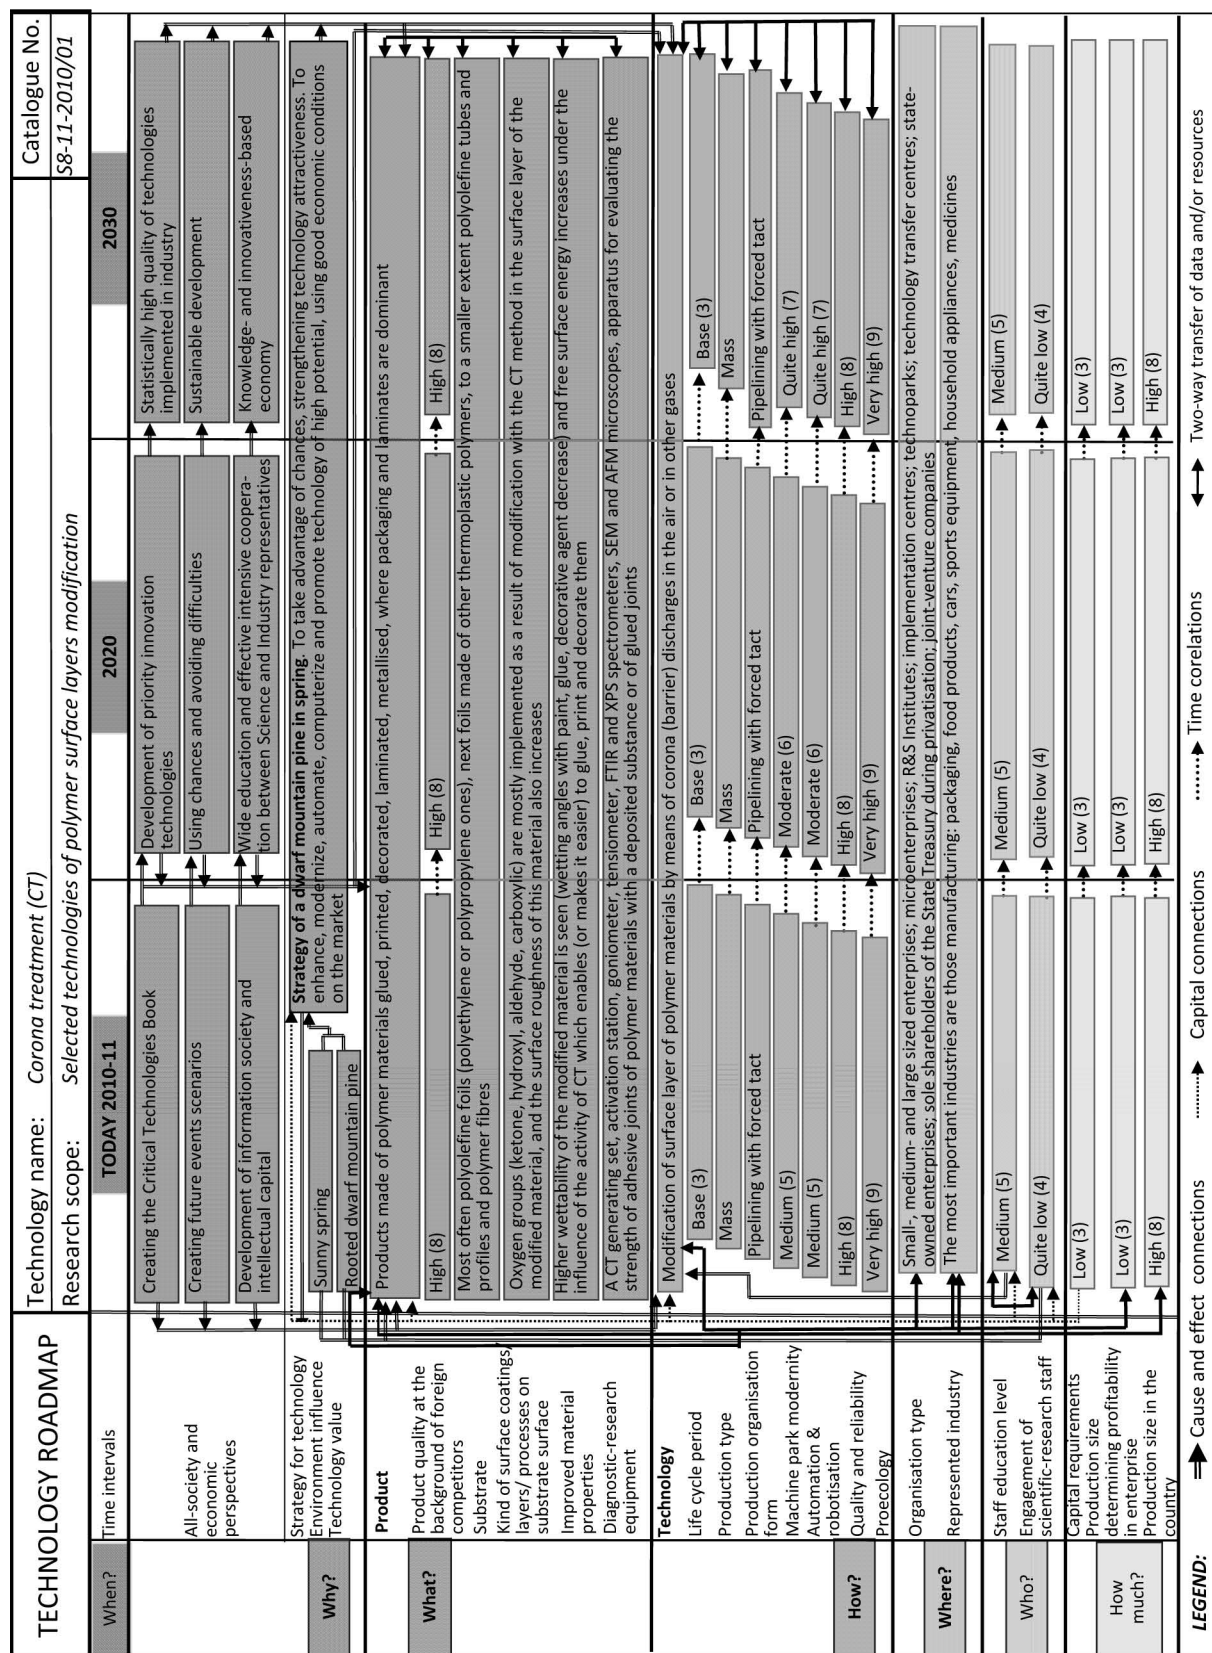 TECHNOLOGY ROADMAP
Technology name: Corona treatment (CT)
Research scope: Selected technologies of polymer surface layers modification
Catalogue No.
S8-11-2010/01
When?
Time intervals
TODAY 2010-11
2020
2030
All-society and
economic
perspectives
Creating the Critical Technologies Book
Development of priority innovation
technologies
Statistically high quality of technologies
implemented in industry
Creating future events scenarios
Using chances and avoiding difficulties
Sustainable development
Development of information society and
intellectual capital
Wide education and effective intensive coopera-
tion between Science and Industry representatives
Knowledge- and innovativeness-based
economy
Why?
Strategy for technology
Environment influence
Technology value
Strategy of a dwarf mountain pine in spring. To take advantage of chances, strengthening technology attractiveness. To
enhance, modernize, automate, computerize and promote technology of high potential, using good economic conditions
on the market
Sunny spring
Rooted dwarf mountain pine
What?
Product
Products made of polymer materials glued, printed, decorated, laminated, metallised, where packaging and laminates are dominant
Product quality at the
background of foreign
competitors
High (8)
High (8)
High (8)
Substrate
Most often polyolefine foils (polyethylene or polypropylene ones), next foils made of other thermoplastic polymers, to a smaller extent polyolefine tubes and
profiles and polymer fibres
Kind of surface coatings/
layers/ processes on
substrate surface
Oxygen groups (ketone, hydroxyl, aldehyde, carboxylic) are mostly implemented as a result of modification with the CT method in the surface layer of the
modified material, and the surface roughness of this material also increases
Improved material
properties
Higher wettability of the modified material is seen (wetting angles with paint, glue, decorative agent decrease) and free surface energy increases under the
influence of the activity of CT which enables (or makes it easier) to glue, print and decorate them
Diagnostic-research
equipment
A CT generating set, activation station, goniometer, tensiometer, FTIR and XPS spectrometers, SEM and AFM microscopes, apparatus for evaluating the
strength of adhesive joints of polymer materials with a deposited substance or of glued joints
How?
Technology
Modification of surface layer of polymer materials by means of corona (barrier) discharges in the air or in other gases
Life cycle period
Base (3)
Base (3)
Base (3)
Production type
Mass
Mass
Mass
Production organisation
form
Pipelining with forced tact
Pipelining with forced tact
Pipelining with forced tact
Machine park modernity
Medium (5)
Moderate (6)
Quite high (7)
Automation &
robotisation
Medium (5)
Moderate (6)
Quite high (7)
Quality and reliability
High (8)
High (8)
High (8)
Proecology
Very high (9)
Very high (9)
Very high (9)
Where?
Organisation type
Small-, medium- and large sized enterprises; microenterprises; R&S Institutes; implementation centres; technoparks; technology transfer centres; state-
owned enterprises; sole shareholders of the State Treasury during privatisation; joint-venture companies
Represented industry
The most important industries are those manufacturing: packaging, food products, cars, sports equipment, household appliances, medicines
Who?
Staff education level
Medium (5)
Medium (5)
Medium (5)
Engagement of
scientific-research staff
Quite low (4)
Quite low (4)
Quite low (4)
How
much?
Capital requirements
Low (3)
Low (3)
Low (3)
Production size
determining profitability
in enterprise
Low (3)
Low (3)
Low (3)
Production size in the
country
High (8)
High (8)
High (8)
LEGEND:
Cause and effect connections
Capital connections
Time corelations
Two-way transfer of data and/or resources